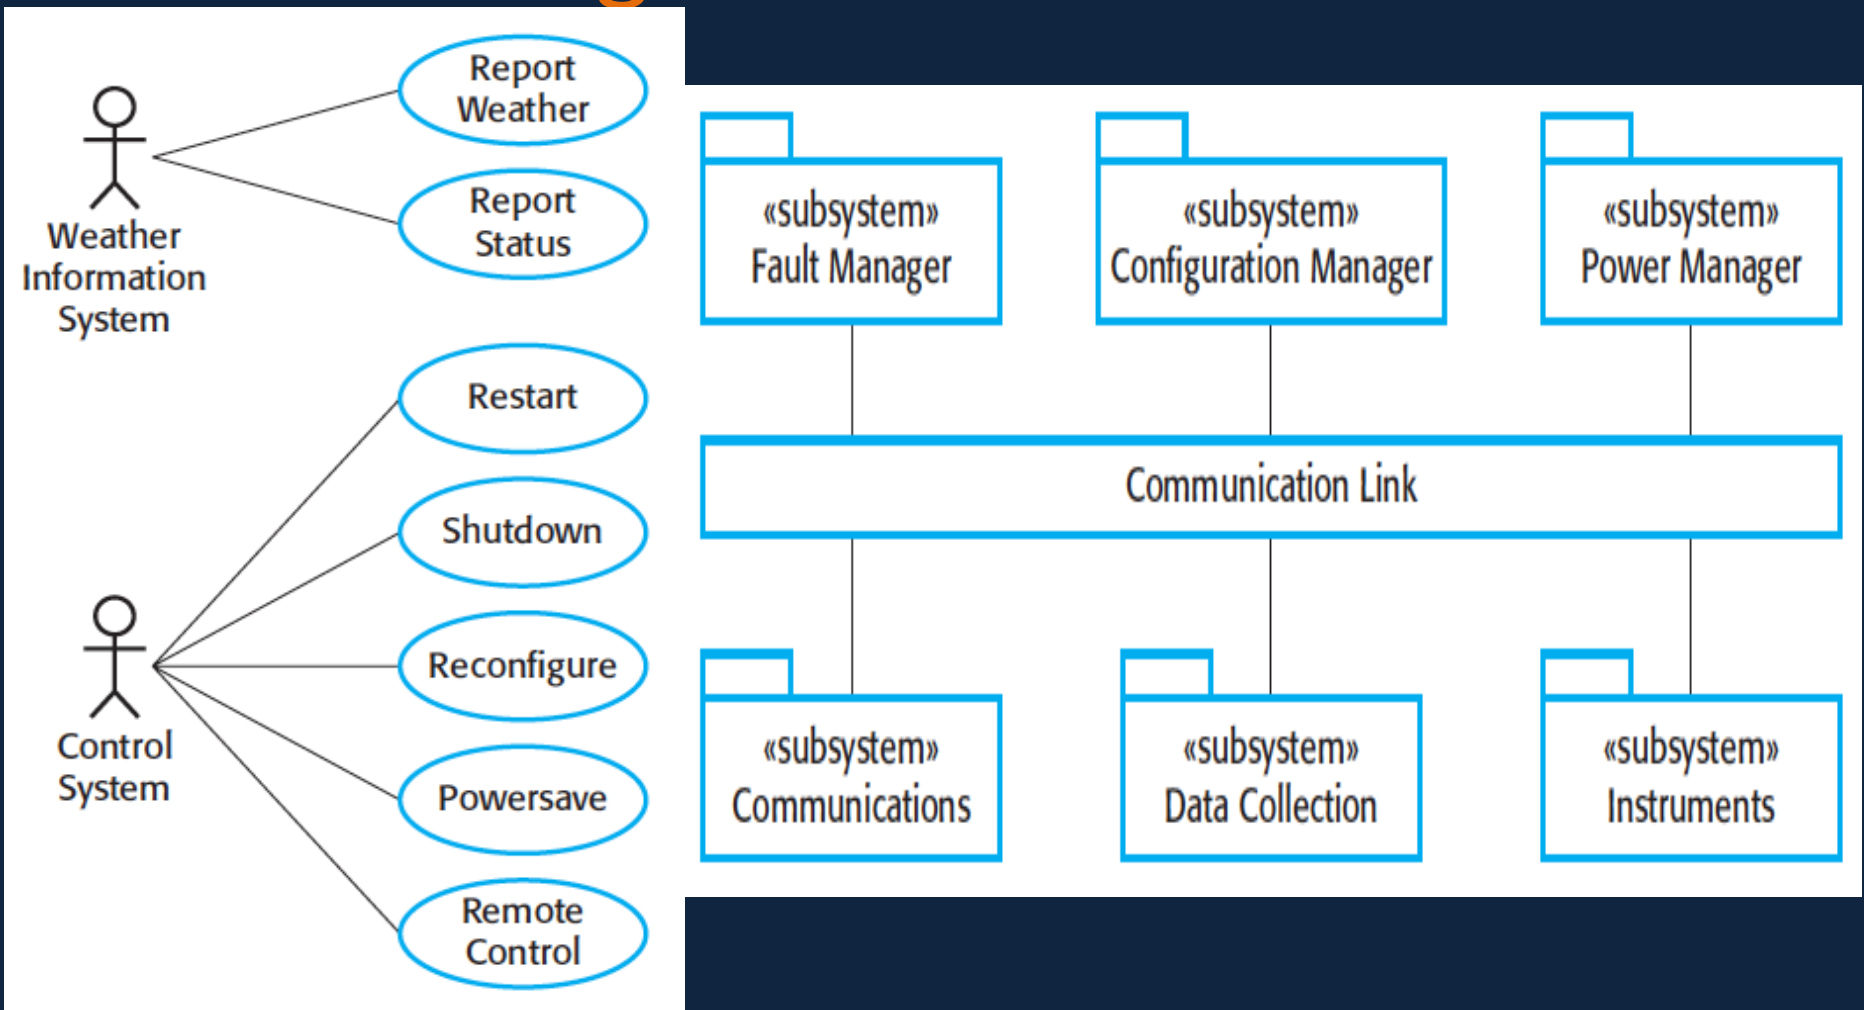 Report
Weather
Report
Status
Weather
Information
System
Restart
Shutdown
Reconfigure
Powersave
Remote
Control
Control
System
«subsystem»
Fault Manager
«subsystem»
Configuration Manager
«subsystem»
Power Manager
Communication Link
«subsystem»
Communications
«subsystem»
Data Collection
«subsystem»
Instruments